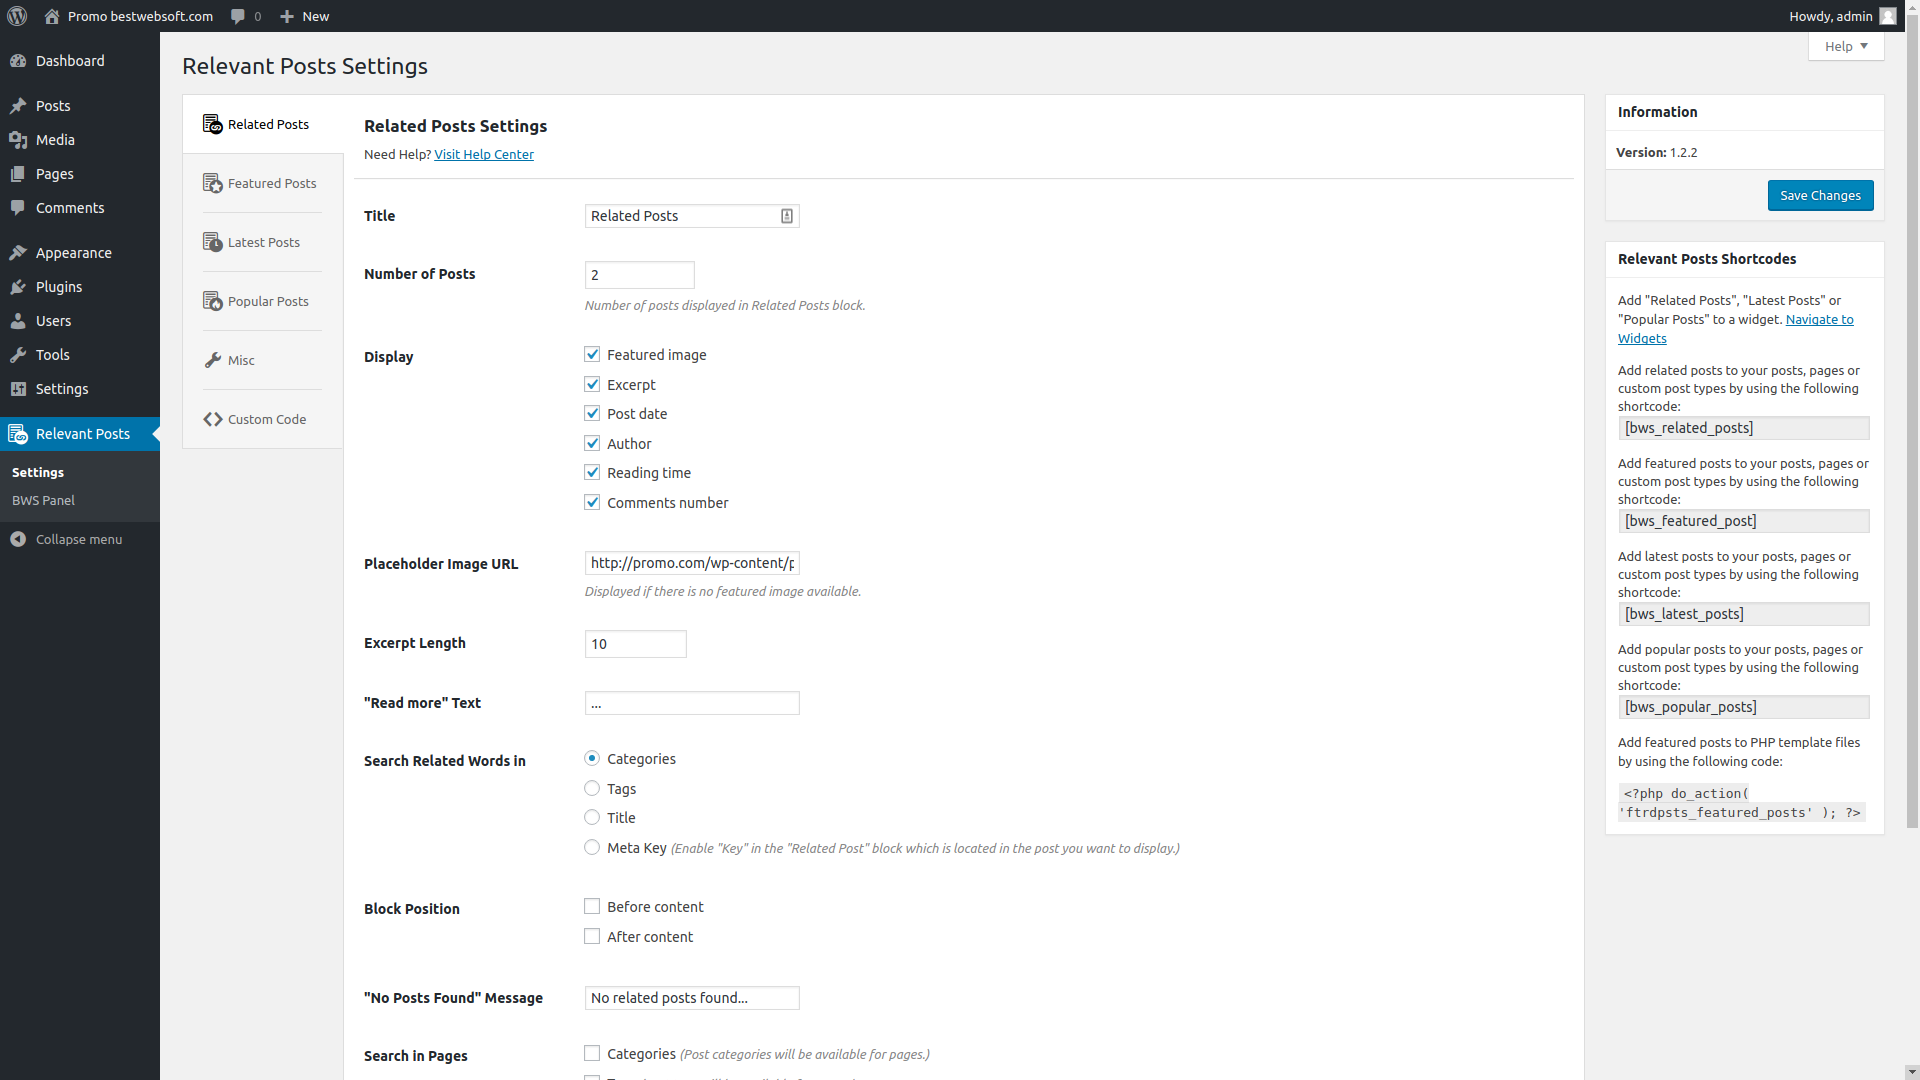 Promo bestwebsoft.com
0
New
Howdy, admin
Dashboard
Posts
Media
Pages
Comments
Appearance
Plugins
Users
Tools
Settings
Relevant Posts
Settings
BWS Panel
Collapse menu
Help
Relevant Posts Settings
Related Posts
Featured Posts
Latest Posts
Popular Posts
Misc
Custom Code
Related Posts Settings
Need Help? Visit Help Center
Title
Related Posts
Number of Posts
2
Number of posts displayed in Related Posts block.
Display
Featured image
Excerpt
Post date
Author
Reading time
Comments number
Placeholder Image URL
http://promo.com/wp-content/p
Displayed if there is no featured image available.
Excerpt Length
10
"Read more" Text
...
Search Related Words in
Categories
Tags
Title
Meta Key (Enable "Key" in the "Related Post" block which is located in the post you want to display.)
Block Position
Before content
After content
"No Posts Found" Message
No related posts found...
Search in Pages
Categories (Post categories will be available for pages.)
Information
Version: 1.2.2
Save Changes
Relevant Posts Shortcodes
Add "Related Posts", "Latest Posts" or
"Popular Posts" to a widget. Navigate to
Widgets
Add related posts to your posts, pages or
custom post types by using the following
shortcode:
[bws_related_posts]
Add featured posts to your posts, pages or
custom post types by using the following
shortcode:
[bws_featured_post]
Add latest posts to your posts, pages or
custom post types by using the following
shortcode:
[bws_latest_posts]
Add popular posts to your posts, pages or
custom post types by using the following
shortcode:
[bws_popular_posts]
Add featured posts to PHP template files
by using the following code:
<?php do_action(
'ftrdpsts_featured_posts' ); ?>